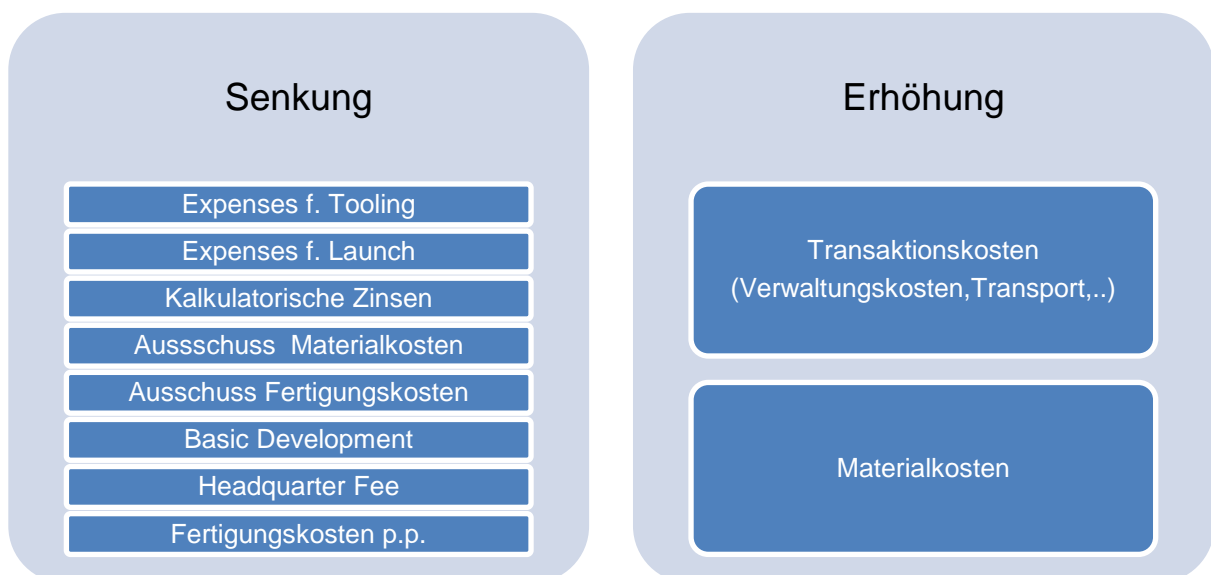 Senkung
Expenses f. Tooling
Expenses f. Launch
Kalkulatorische Zinsen
Aussschuss  Materialkosten
Ausschuss Fertigungskosten
Basic Development
Headquarter Fee
Fertigungskosten p.p.
Erhöhung
Transaktionskosten
(Verwaltungskosten,Transport,..)
Materialkosten